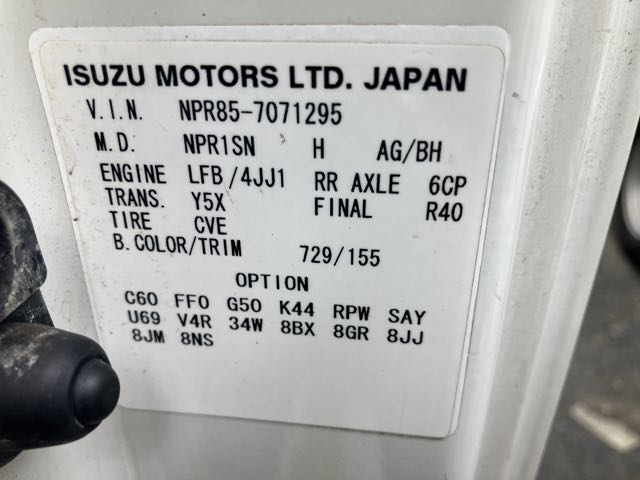 ISUZU MOTORS LTD. JAPAN
V.I.N. NPR85-7071295
M.D. NPR1SN H AG/BH
ENGINE LFB/4JJ1 RR AXLE 6CP
TRANS. Y5X FINAL R40
TIRE CVE
B.COLOR/TRIM 729/155
OPTION
C60 FF0 G50 K44 RPW SAY
U69 V4R 34W 8BX 8GR 8JJ
8JM 8NS